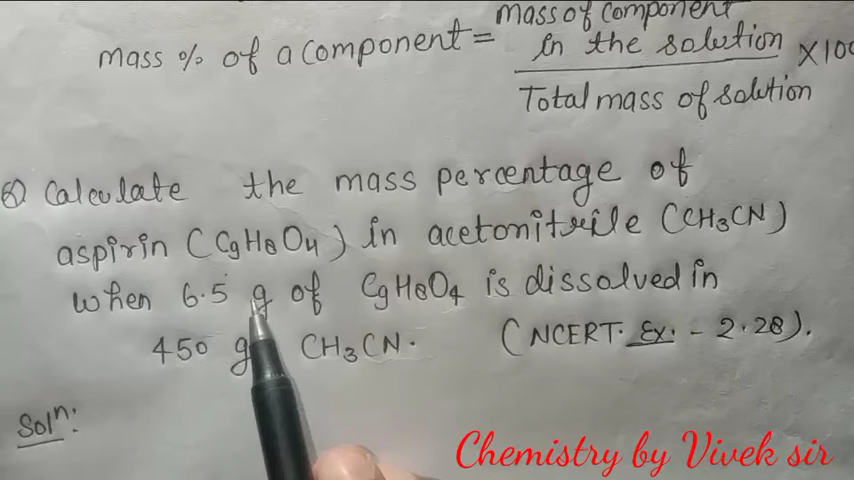 mass of component
mass % of a component = in the solution × 100
Total mass of solution
Calculate the mass percentage of
aspirin (C9H8O4) in acetonitrile (CH3CN)
when 6.5 g of C9H8O4 is dissolved in
450 g CH3CN. (NCERT. Ex. - 2.28).
Solⁿ:
Chemistry by Vivek sir